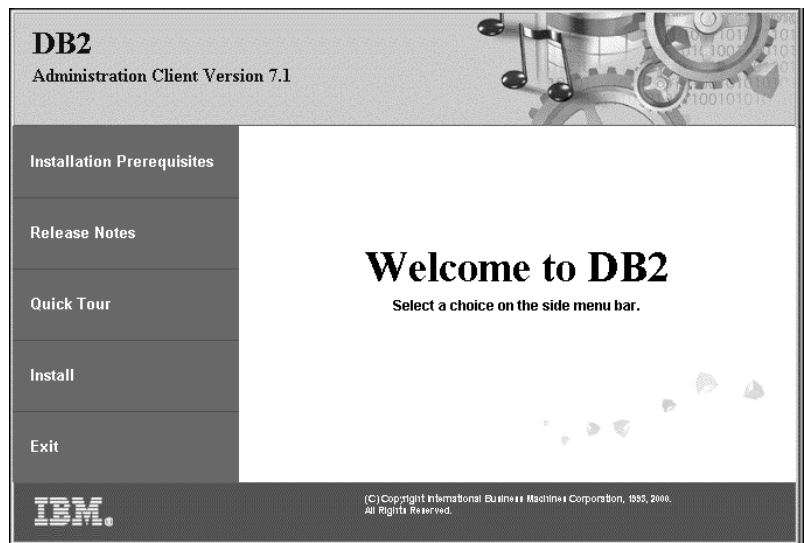 DB2
Administration Client Version 7.1
Installation Prerequisites
Release Notes
Quick Tour
Install
Exit
Welcome to DB2
Select a choice on the side menu bar.
IBM®
(C) Copyright International Business Machines Corporation, 1993, 2000.
All Rights Reserved.